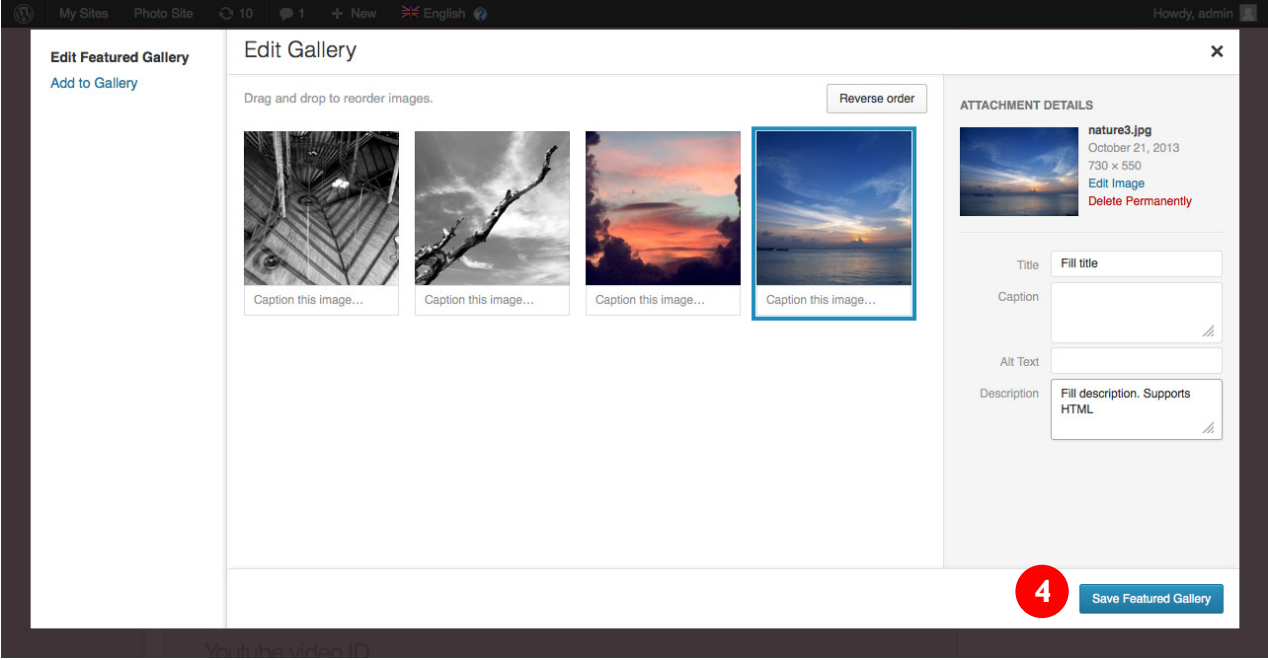 My Sites Photo Site 10 1 + New English ? Howdy, admin
Edit Featured Gallery
Add to Gallery
Edit Gallery
×
Drag and drop to reorder images.
Reverse order
Caption this image…
Caption this image…
Caption this image…
Caption this image…
ATTACHMENT DETAILS
nature3.jpg
October 21, 2013
730 × 550
Edit Image
Delete Permanently
Title Fill title
Caption
Alt Text
Description Fill description. Supports
HTML
4
Save Featured Gallery
Youtube video ID